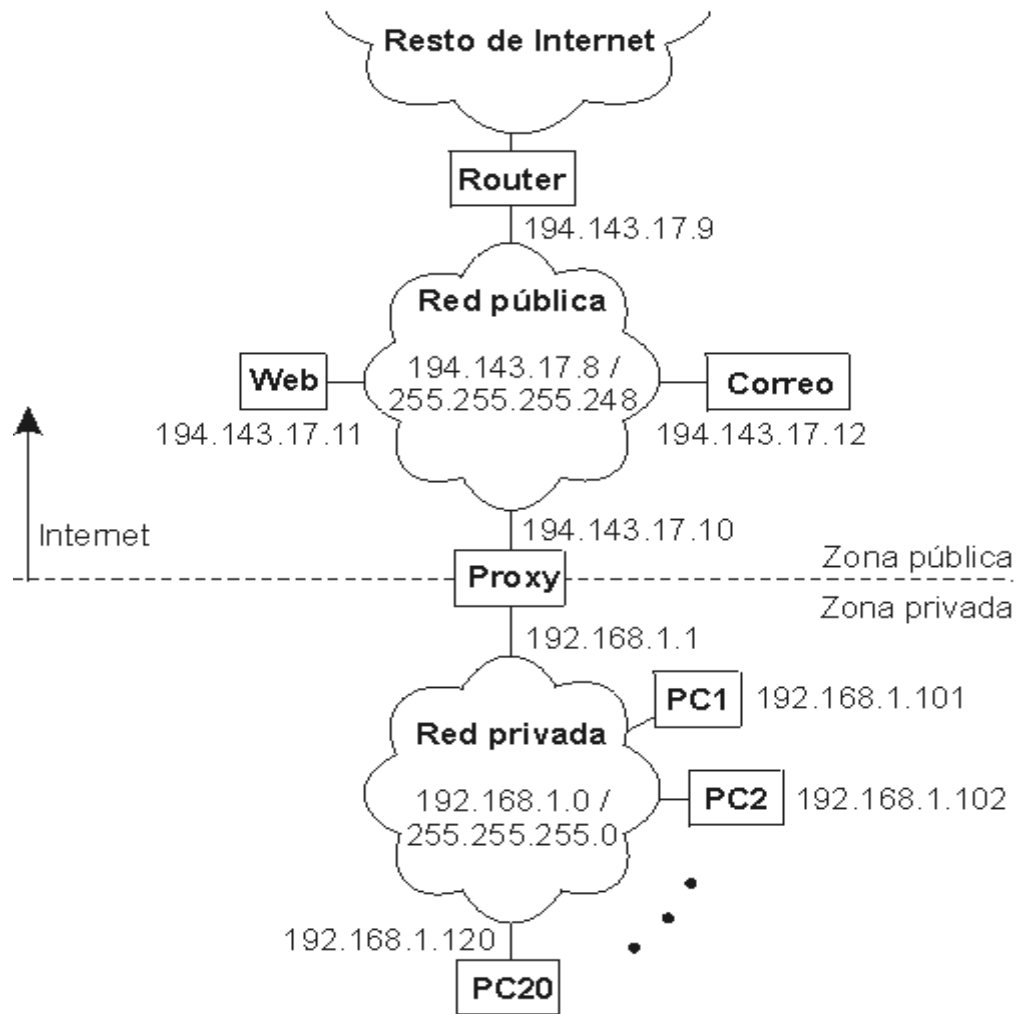 Resto de Internet
Router
194.143.17.9
Red pública
194.143.17.8 /
255.255.255.248
Web
194.143.17.11
Correo
194.143.17.12
Internet
194.143.17.10
Zona pública
Proxy
Zona privada
192.168.1.1
PC1
192.168.1.101
Red privada
192.168.1.0 /
255.255.255.0
PC2
192.168.1.102
192.168.1.120
PC20